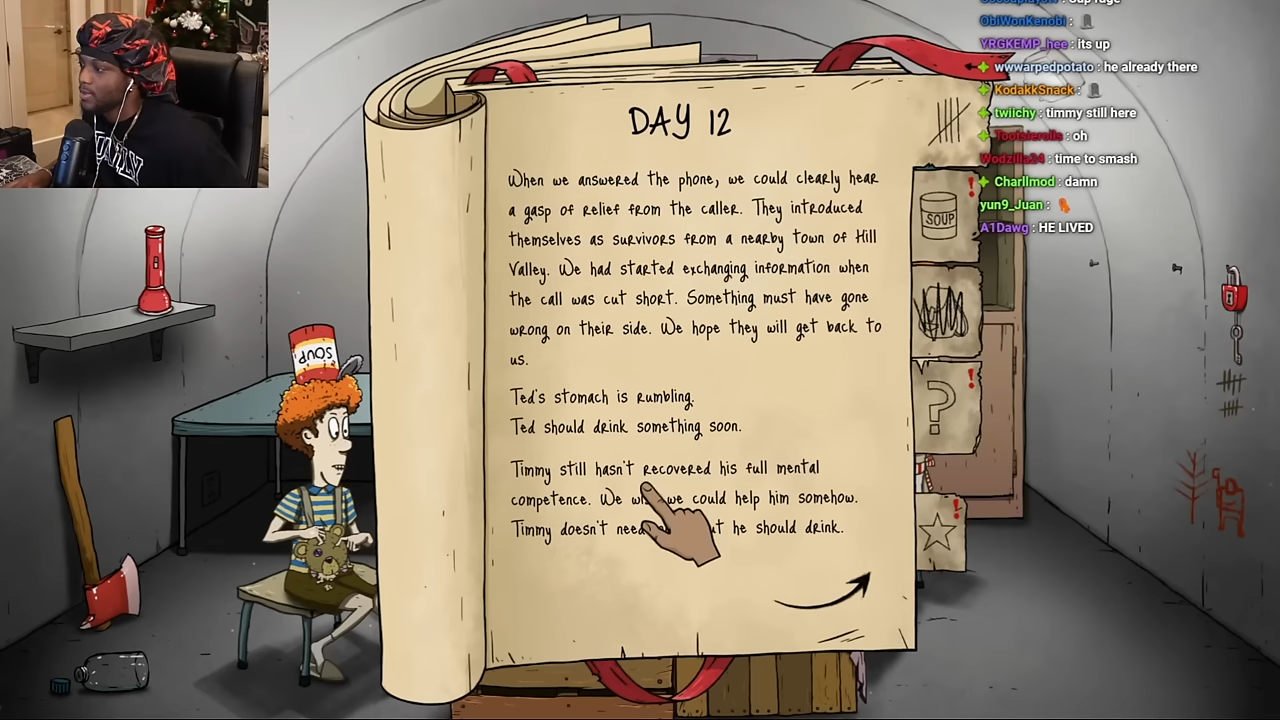 DAY 12
When we answered the phone, we could clearly hear
a gasp of relief from the caller. They introduced
themselves as survivors from a nearby town of Hill
Valley. We had started exchanging information when
the call was cut short. Something must have gone
wrong on their side. We hope they will get back to
us.
Ted's stomach is rumbling.
Ted should drink something soon.
Timmy still hasn't recovered his full mental
competence. We we could help him somehow.
Timmy doesn't need he should drink.
SOUP
?
!
!
!
SOUP
ObiWonKenobi :
YRGKEMP_hee : its up
wwwarpedpotato : he already there
KodakkSnack :
twiichy : timmy still here
Tootsierolls : oh
Wodzilla24 : time to smash
Charllmod : damn
yun9_Juan :
A1Dawg : HE LIVED